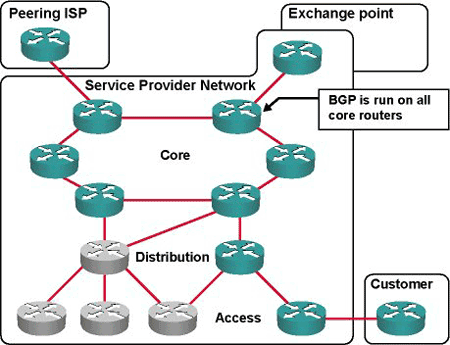 Peering ISP
Exchange point
Service Provider Network
BGP is run on all
core routers
Core
Distribution
Customer
Access